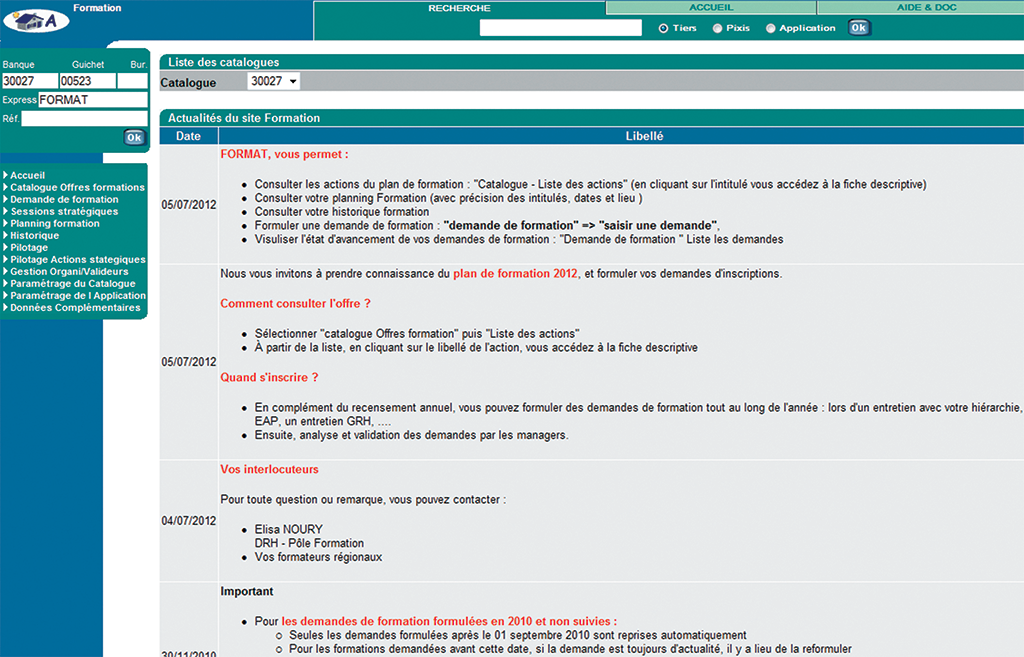 A
Formation
RECHERCHE
ACCUEIL
AIDE & DOC
Tiers Pixis Application Ok
Banque Guichet Bur.
30027 00523
Express FORMAT
Réf.
Ok
Accueil
Catalogue Offres formations
Demande de formation
Sessions stratégiques
Planning formation
Historique
Pilotage
Pilotage Actions stategiques
Gestion Organi/Valideurs
Paramétrage du Catalogue
Paramétrage de l Application
Données Complémentaires
Liste des catalogues
Catalogue 30027
Actualités du site Formation
Date Libellé
FORMAT, vous permet :
05/07/2012
• Consulter les actions du plan de formation : "Catalogue - Liste des actions" (en cliquant sur l'intitulé vous accédez à la fiche descriptive)
• Consulter votre planning Formation (avec précision des intitulés, dates et lieu )
• Consulter votre historique formation
• Formuler une demande de formation : "demande de formation" => "saisir une demande",
• Visuliser l'état d'avancement de vos demandes de formation : "Demande de formation " Liste les demandes
Nous vous invitons à prendre connaissance du plan de formation 2012, et formuler vos demandes d'inscriptions.
Comment consulter l'offre ?
• Sélectionner "catalogue Offres formation" puis "Liste des actions"
• À partir de la liste, en cliquant sur le libellé de l'action, vous accédez à la fiche descriptive
05/07/2012
Quand s'inscrire ?
• En complément du recensement annuel, vous pouvez formuler des demandes de formation tout au long de l'année : lors d'un entretien avec votre hiérarchie,
EAP, un entretien GRH, ....
• Ensuite, analyse et validation des demandes par les managers.
Vos interlocuteurs
Pour toute question ou remarque, vous pouvez contacter :
04/07/2012
• Elisa NOURY
DRH - Pôle Formation
• Vos formateurs régionaux
Important
• Pour les demandes de formation formulées en 2010 et non suivies :
○ Seules les demandes formulées après le 01 septembre 2010 sont reprises automatiquement
○ Pour les formations demandées avant cette date, si la demande est toujours d'actualité, il y a lieu de la reformuler
30/11/2010